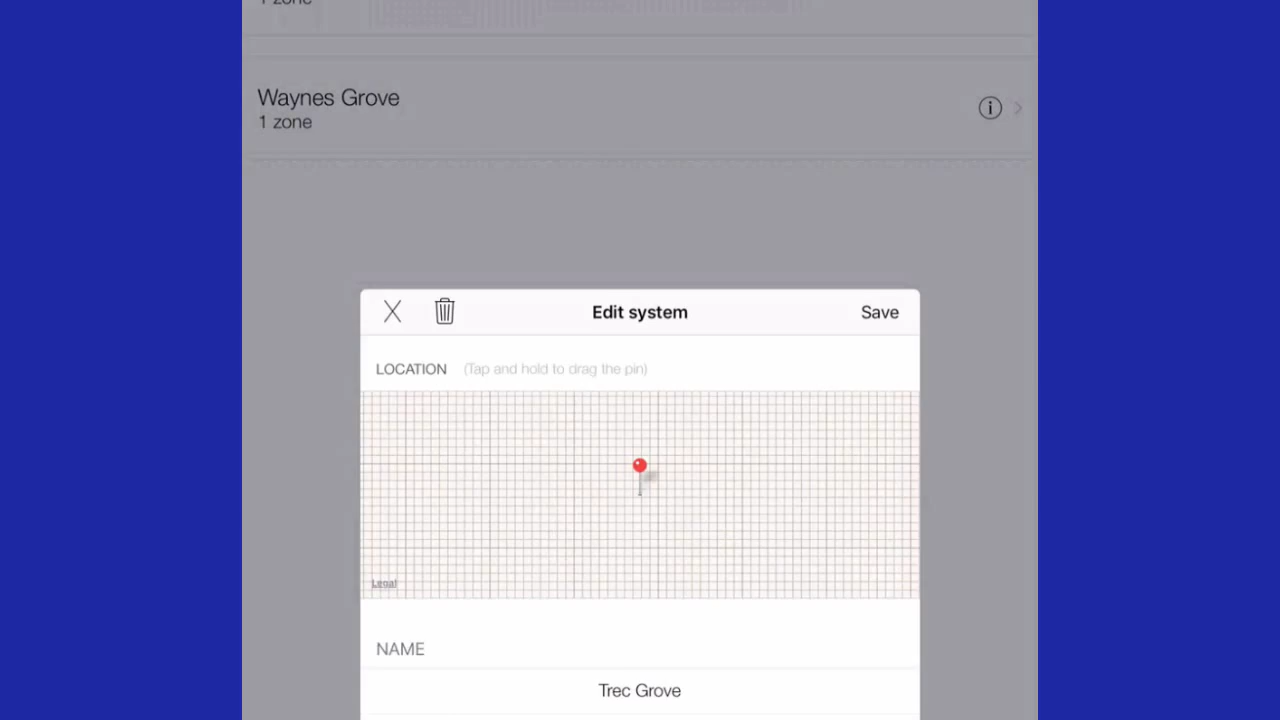 1 zone
Waynes Grove
1 zone
Edit system
Save
LOCATION (Tap and hold to drag the pin)
Legal
NAME
Trec Grove